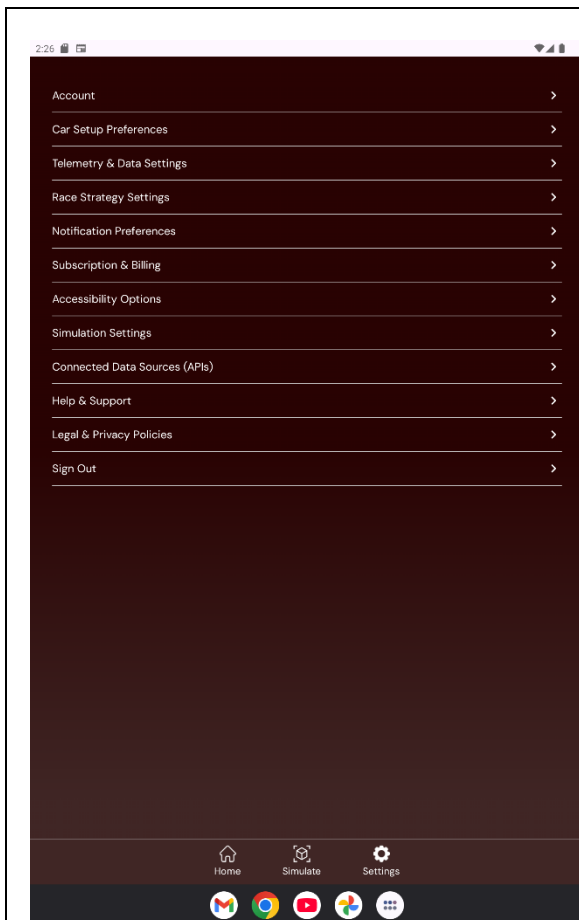 2:26
Account
Car Setup Preferences
Telemetry & Data Settings
Race Strategy Settings
Notification Preferences
Subscription & Billing
Accessibility Options
Simulation Settings
Connected Data Sources (APIs)
Help & Support
Legal & Privacy Policies
Sign Out
Home Simulate Settings